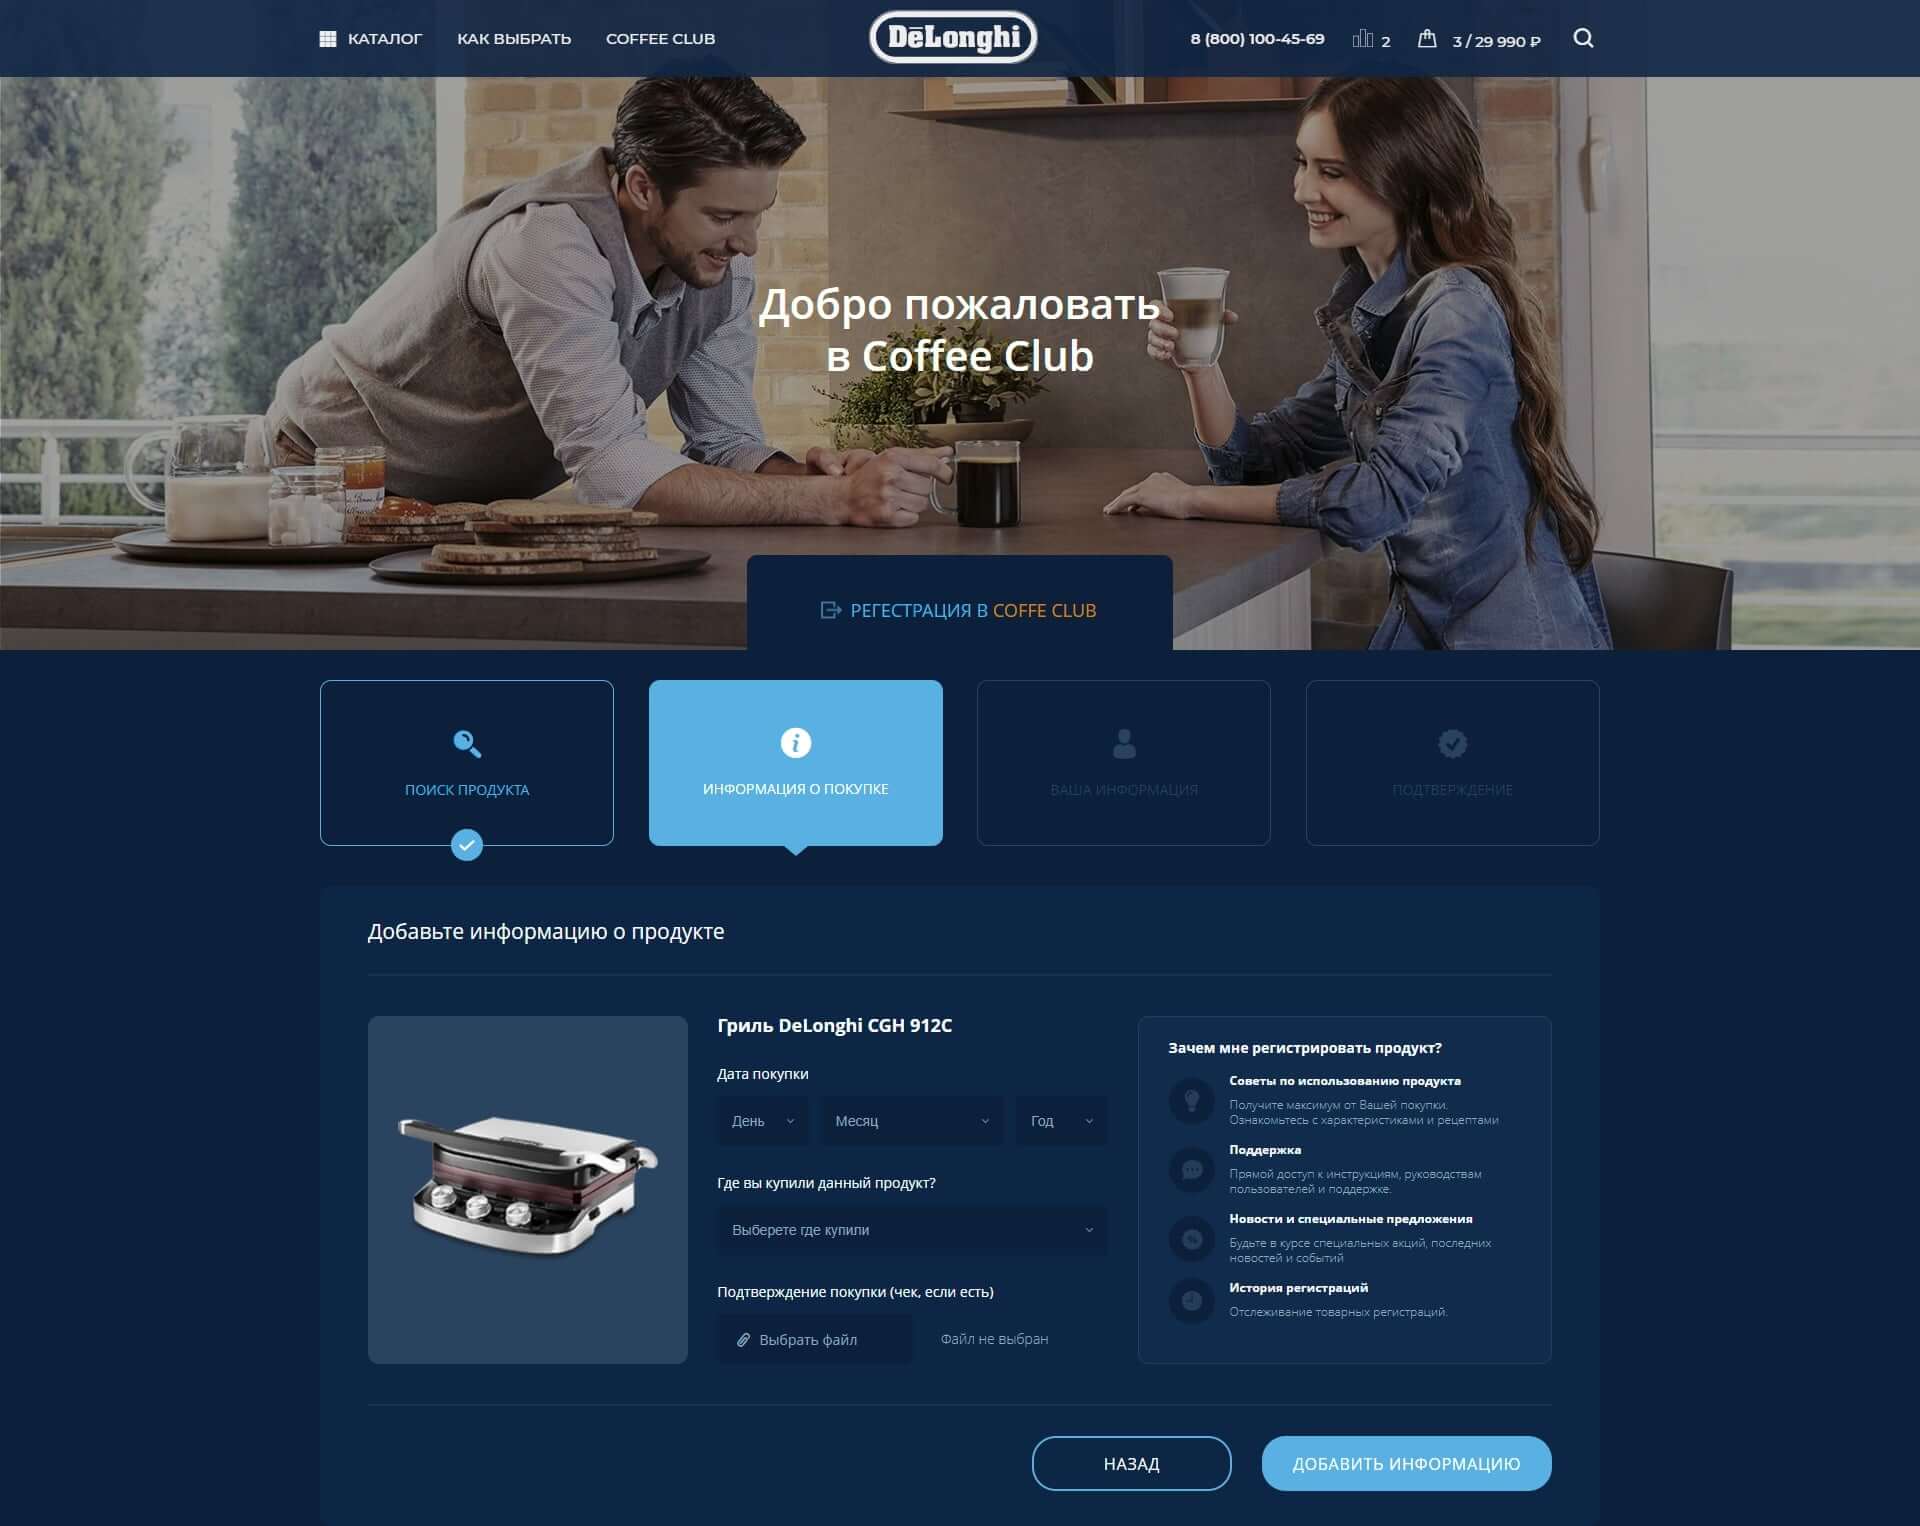 КАТАЛОГ
КАК ВЫБРАТЬ
COFFEE CLUB
DēLonghi
8 (800) 100-45-69
2
3 / 29 990 ₽
Добро пожаловать
в Coffee Club
РЕГЕСТРАЦИЯ В COFFE CLUB
ПОИСК ПРОДУКТА
ИНФОРМАЦИЯ О ПОКУПКЕ
ВАША ИНФОРМАЦИЯ
ПОДТВЕРЖДЕНИЕ
Добавьте информацию о продукте
Гриль DeLonghi CGH 912C
Дата покупки
День
Месяц
Год
Где вы купили данный продукт?
Выберете где купили
Подтверждение покупки (чек, если есть)
Выбрать файл
Файл не выбран
Зачем мне регистрировать продукт?
Советы по использованию продукта
Получите максимум от Вашей покупки.
Ознакомьтесь с характеристиками и рецептами
Поддержка
Прямой доступ к инструкциям, руководствам
пользователей и поддержке.
Новости и специальные предложения
Будьте в курсе специальных акций, последних
новостей и событий
История регистраций
Отслеживание товарных регистраций.
НАЗАД
ДОБАВИТЬ ИНФОРМАЦИЮ